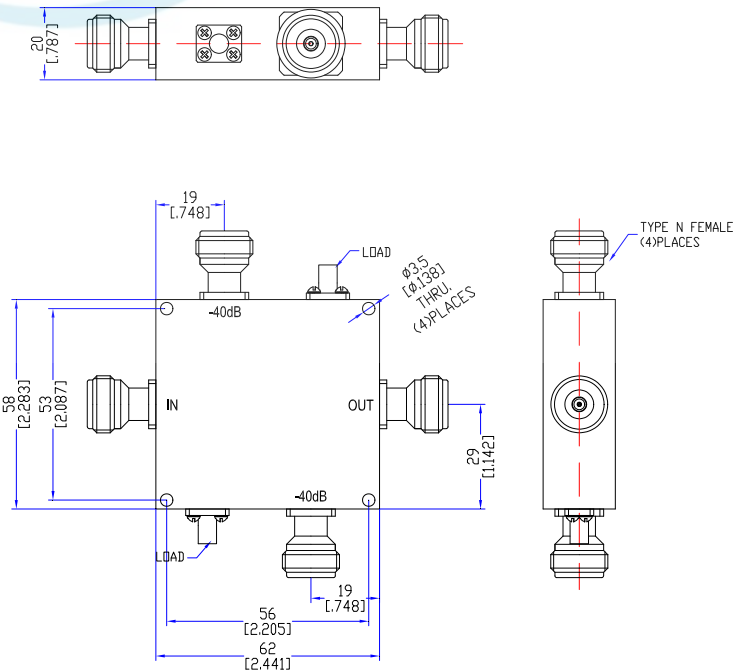 20
[.787]
19
[.748]
TYPE N FEMALE
(4)PLACES
LOAD
Ø3.5
[Ø.138]
THRU.
(4)PLACES
-40dB
58
[2.283]
53
[2.087]
IN
OUT
29
[1.142]
-40dB
LOAD
19
[.748]
56
[2.205]
62
[2.441]